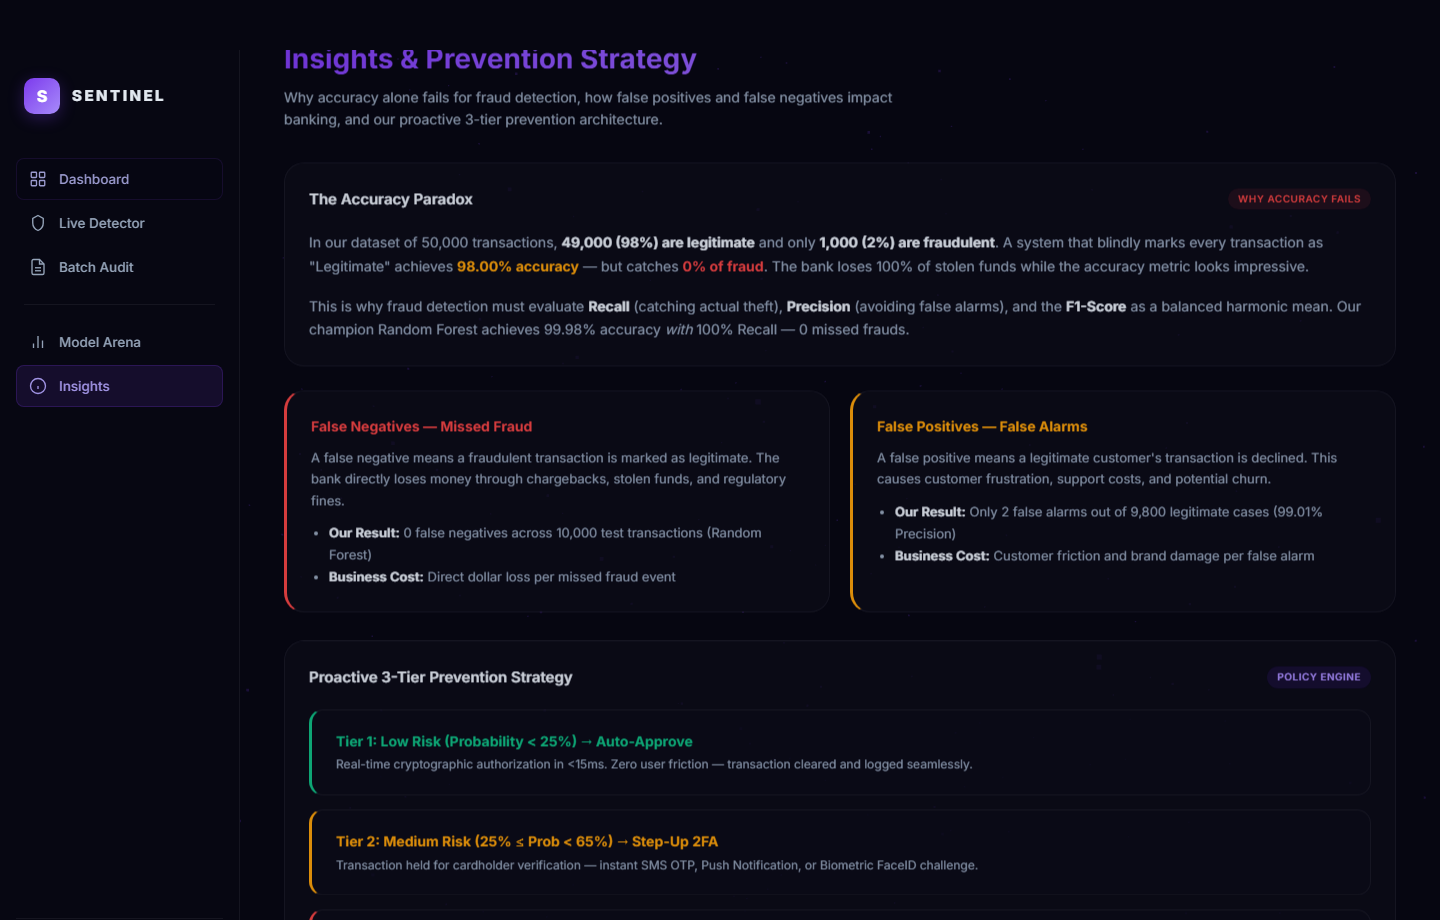 S SENTINEL
Dashboard
Live Detector
Batch Audit
Model Arena
Insights
Insights & Prevention Strategy
Why accuracy alone fails for fraud detection, how false positives and false negatives impact
banking, and our proactive 3-tier prevention architecture.
The Accuracy Paradox
WHY ACCURACY FAILS
In our dataset of 50,000 transactions, 49,000 (98%) are legitimate and only 1,000 (2%) are fraudulent. A system that blindly marks every transaction as
"Legitimate" achieves 98.00% accuracy — but catches 0% of fraud. The bank loses 100% of stolen funds while the accuracy metric looks impressive.
This is why fraud detection must evaluate Recall (catching actual theft), Precision (avoiding false alarms), and the F1-Score as a balanced harmonic mean. Our
champion Random Forest achieves 99.98% accuracy with 100% Recall — 0 missed frauds.
False Negatives — Missed Fraud
A false negative means a fraudulent transaction is marked as legitimate. The
bank directly loses money through chargebacks, stolen funds, and regulatory
fines.
• Our Result: 0 false negatives across 10,000 test transactions (Random
Forest)
• Business Cost: Direct dollar loss per missed fraud event
False Positives — False Alarms
A false positive means a legitimate customer's transaction is declined. This
causes customer frustration, support costs, and potential churn.
• Our Result: Only 2 false alarms out of 9,800 legitimate cases (99.01%
Precision)
• Business Cost: Customer friction and brand damage per false alarm
Proactive 3-Tier Prevention Strategy
POLICY ENGINE
Tier 1: Low Risk (Probability < 25%) → Auto-Approve
Real-time cryptographic authorization in <15ms. Zero user friction — transaction cleared and logged seamlessly.
Tier 2: Medium Risk (25% ≤ Prob < 65%) → Step-Up 2FA
Transaction held for cardholder verification — instant SMS OTP, Push Notification, or Biometric FaceID challenge.